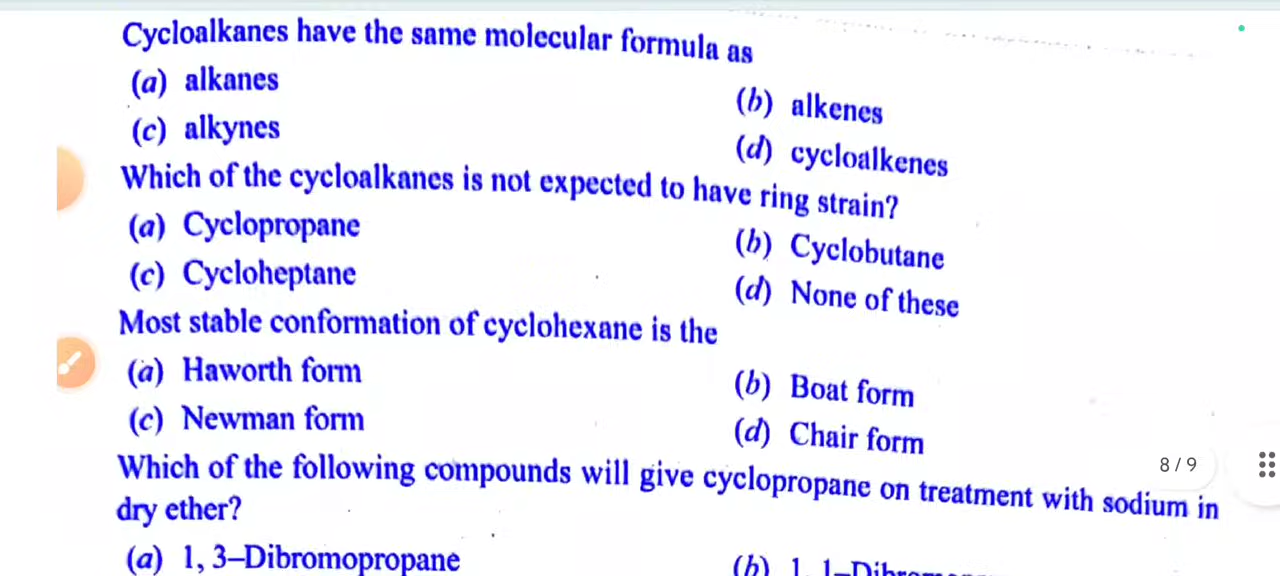 Cycloalkanes have the same molecular formula as
(a) alkanes
(b) alkenes
(c) alkynes
(d) cycloalkenes
Which of the cycloalkanes is not expected to have ring strain?
(a) Cyclopropane
(b) Cyclobutane
(c) Cycloheptane
(d) None of these
Most stable conformation of cyclohexane is the
(a) Haworth form
(b) Boat form
(c) Newman form
(d) Chair form
8 / 9
Which of the following compounds will give cyclopropane on treatment with sodium in
dry ether?
(a) 1, 3–Dibromopropane
(b) 1, 1–